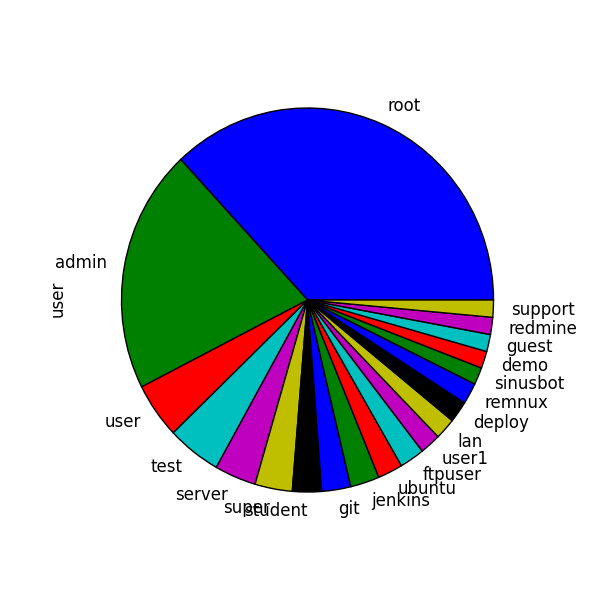 root
admin
user
user
test
server
super
student
git
jenkins
ubuntu
ftpuser
user1
lan
deploy
remnux
sinusbot
demo
guest
redmine
support